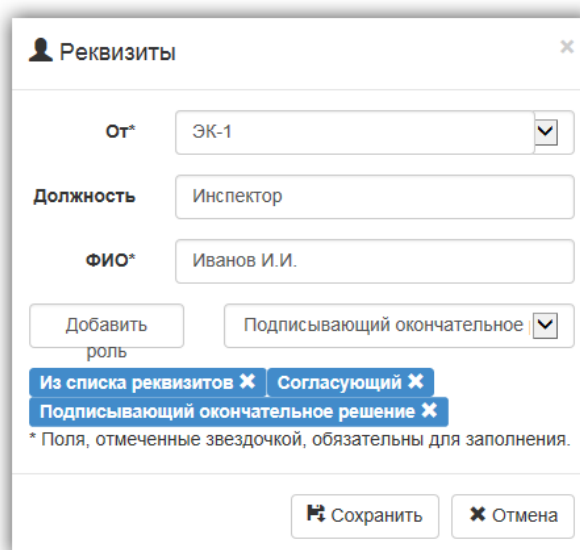 Реквизиты ×
От* ЭК-1
Должность Инспектор
ФИО* Иванов И.И.
Добавить роль Подписывающий окончательное
Из списка реквизитов ✖ Согласующий ✖
Подписывающий окончательное решение ✖
* Поля, отмеченные звездочкой, обязательны для заполнения.
Сохранить ✖ Отмена